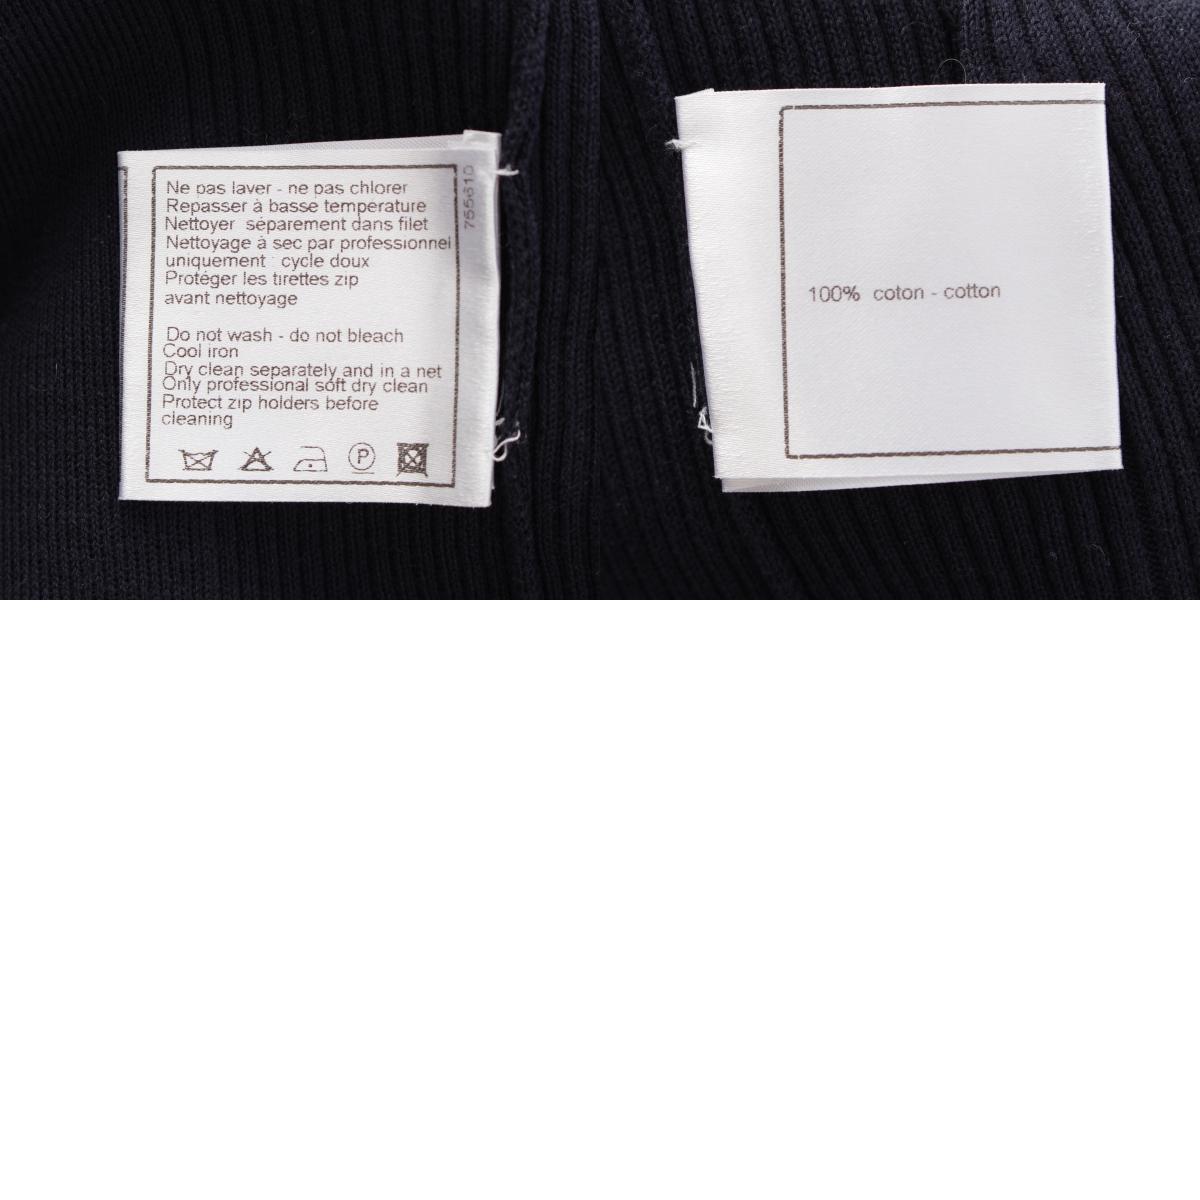 Ne pas laver - ne pas chlorer
Repasser à basse température
Nettoyer séparement dans filet
Nettoyage à sec par professionnel
uniquement cycle doux
Protéger les tirettes zip
avant nettoyage
Do not wash - do not bleach
Cool iron
Dry clean separately and in a net
Only professional soft dry clean
Protect zip holders before
cleaning
P
755610
100% coton - cotton